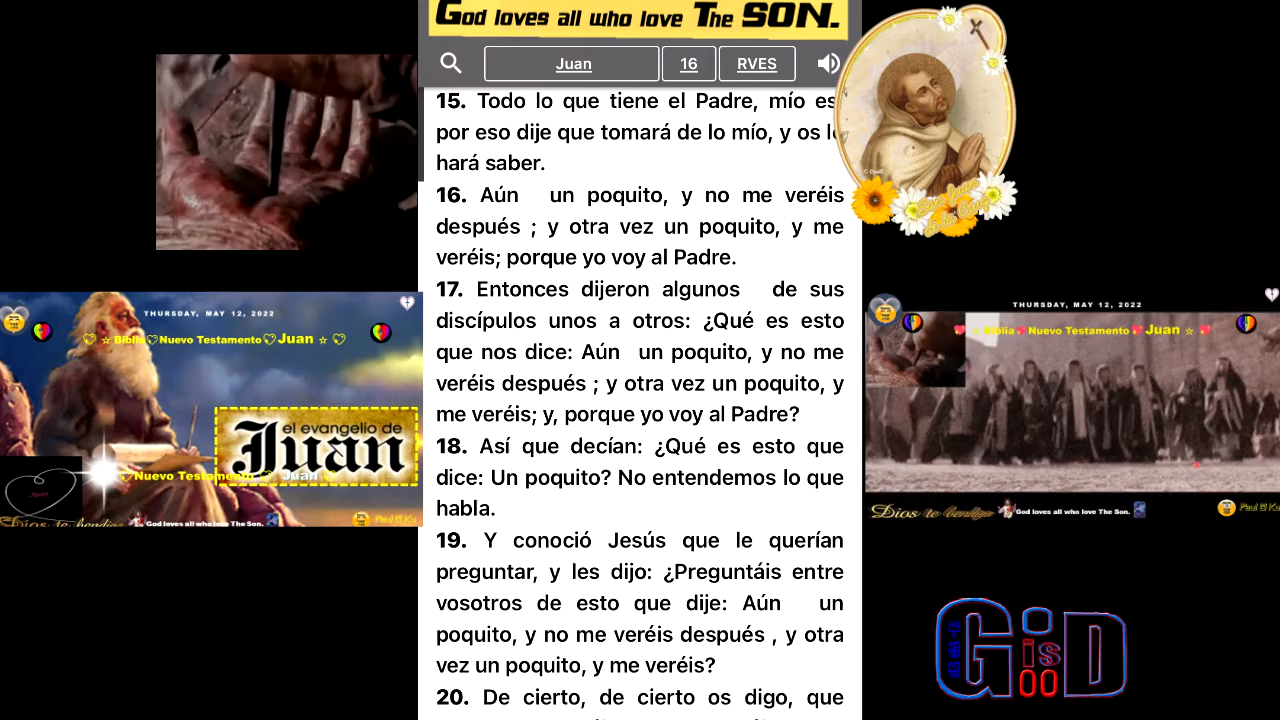 God loves all who love The SON.
Juan 16 RVES
15. Todo lo que tiene el Padre, mío es
por eso dije que tomará de lo mío, y os l
hará saber.
16. Aún un poquito, y no me veréis
después ; y otra vez un poquito, y me
veréis; porque yo voy al Padre.
17. Entonces dijeron algunos de sus
discípulos unos a otros: ¿Qué es esto
que nos dice: Aún un poquito, y no me
veréis después ; y otra vez un poquito, y
me veréis; y, porque yo voy al Padre?
18. Así que decían: ¿Qué es esto que
dice: Un poquito? No entendemos lo que
habla.
19. Y conoció Jesús que le querían
preguntar, y les dijo: ¿Preguntáis entre
vosotros de esto que dije: Aún un
poquito, y no me veréis después , y otra
vez un poquito, y me veréis?
20. De cierto, de cierto os digo, que
THURSDAY, MAY 12, 2022
☆ Biblia Nuevo Testamento Juan ☆
el evangelio de
Juan
Nuevo Testamento Juan
Juan
Dios te bendiga
God loves all who love The Son.
THURSDAY, MAY 12, 2022
☆ Biblia Nuevo Testamento Juan ☆
Dios te bendiga
God loves all who love The Son.
GOD
is